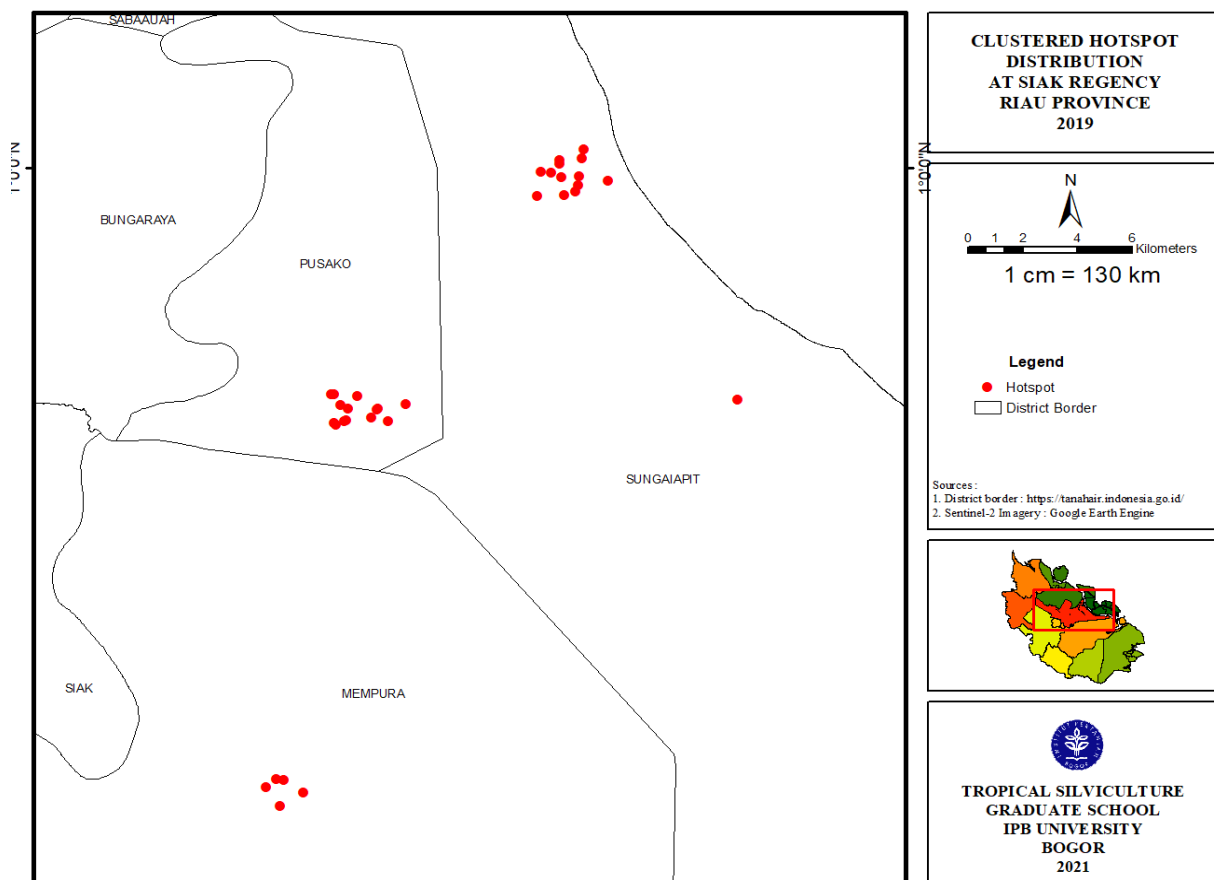 SABAAUAH
BUNGARAYA
PUSAKO
SUNGAIAPIT
SIAK
MEMPURA
1°0'0"N
1°0'0"N
CLUSTERED HOTSPOT
DISTRIBUTION
AT SIAK REGENCY
RIAU PROVINCE
2019
N
0 1 2 4 6
Kilometers
1 cm = 130 km
Legend
Hotspot
District Border
Sources :
1. District border : https://tanahair.indonesia.go.id/
2. Sentinel-2 Imagery : Google Earth Engine
INSTITUT PERTANIAN
BOGOR
TROPICAL SILVICULTURE
GRADUATE SCHOOL
IPB UNIVERSITY
BOGOR
2021